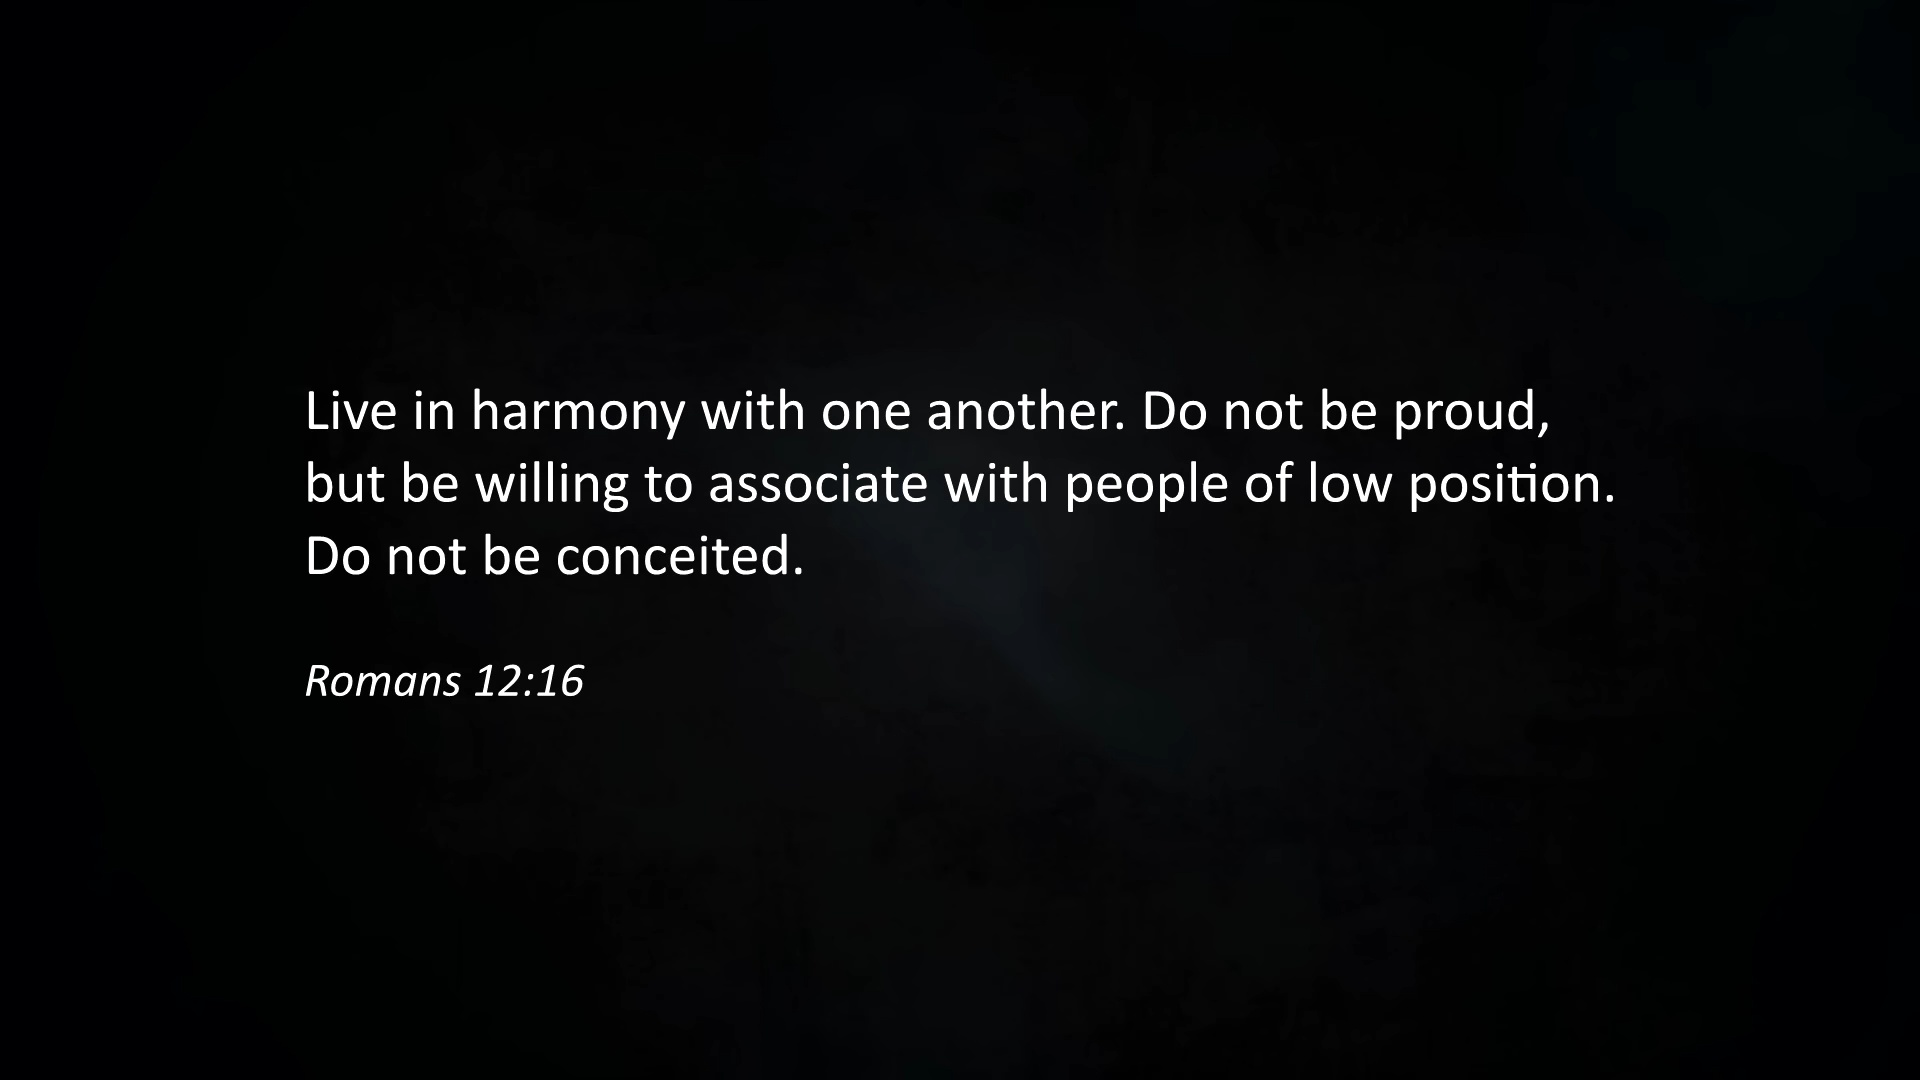 Live in harmony with one another. Do not be proud,
but be willing to associate with people of low position.
Do not be conceited.
Romans 12:16